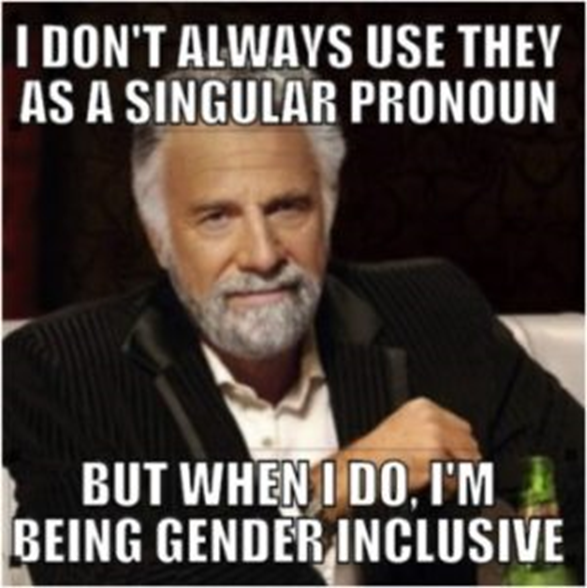 I DON'T ALWAYS USE THEY
AS A SINGULAR PRONOUN
BUT WHEN I DO, I'M
BEING GENDER INCLUSIVE